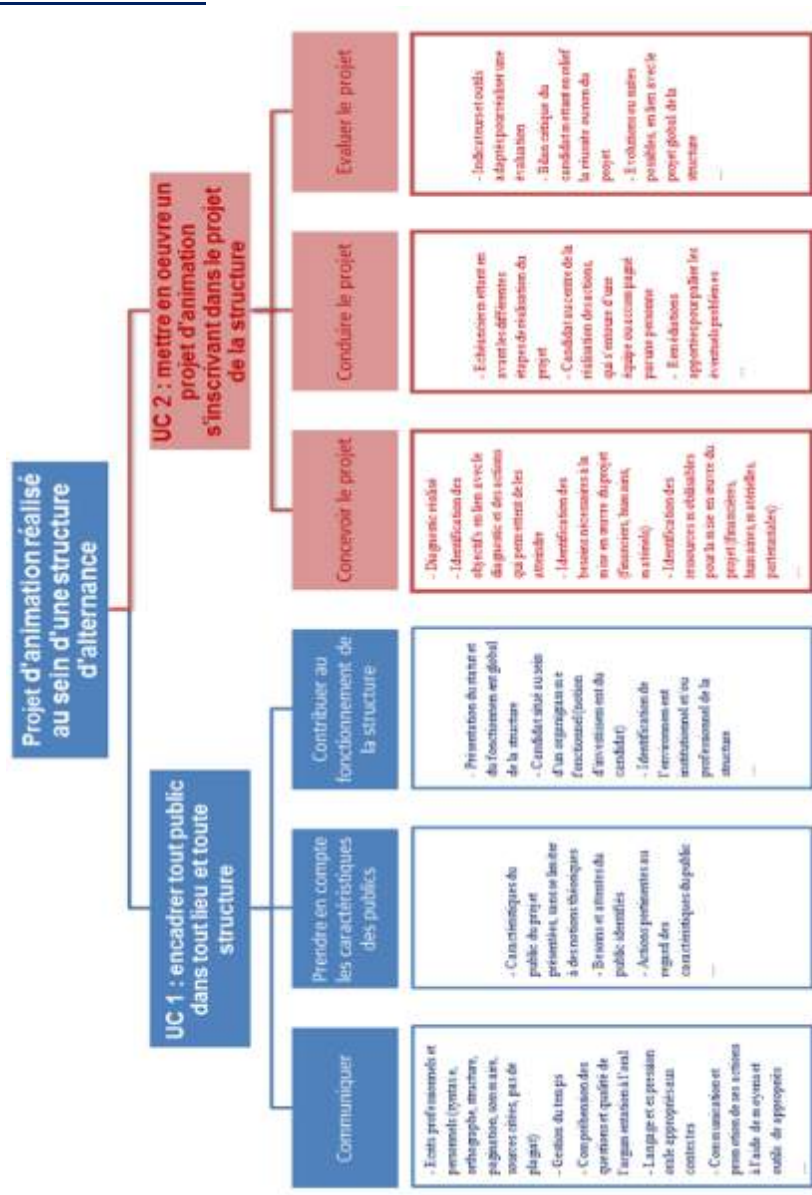 Projet d'animation réalisé
au sein d'une structure
d'alternance
UC 1 : encadrer tout public
dans tout lieu et toute
structure
Communiquer
- Ecrits professionnels et
personnels (syntaxe,
orthographe, structure,
pagination, sommaire,
sources citées, pas de
plagiat)
- Gestion du temps
- Compréhension des
questions et qualité de
l'argumentation à l'oral
- Langage et expression
orale appropriés aux
contextes
- Communication et
promotion de ses actions
à l'aide de moyens et
outils de appropriés
...
Prendre en compte
les caractéristiques
des publics
- Caractéristiques du
public du projet
présentées, sans se limiter
à des notions théoriques
- Besoins et attentes du
public identifiés
- Actions pertinentes au
regard des
caractéristiques du public
...
Contribuer au
fonctionnement de
la structure
- Présentation du statut et
du fonctionnement global
de la structure
- Candidat situé au sein
d'un organigramme
fonctionnel (notion
d'investissement du
candidat)
- Identification de
l'environnement
institutionnel et/ou
professionnel de la
structure
...
UC 2 : mettre en oeuvre un
projet d'animation
s'inscrivant dans le projet
de la structure
Concevoir le projet
- Diagnostic réalisé
- Identification des
objectifs en lien avec le
diagnostic et des actions
qui permettent de les
atteindre
- Identification des
besoins nécessaires à la
mise en œuvre du projet
(financiers, humains,
matériels)
- Identification des
ressources mobilisables
pour la mise en œuvre du
projet (financières,
humaines, matérielles,
partenariales)
...
Conduire le projet
- Echéancier mettant en
avant les différentes
étapes de réalisation du
projet
- Candidat au centre de la
réalisation des actions,
qui s'entoure d'une
équipe ou accompagné
par une personne
- Remédiations
apportées pour pallier les
éventuels problèmes
...
Evaluer le projet
- Indicateurs et outils
adaptés pour réaliser une
évaluation
- Bilan critique du
candidat mettant en relief
la réussite ou non du
projet
- Evolutions ou suites
possibles, en lien avec le
projet global de la
structure
...